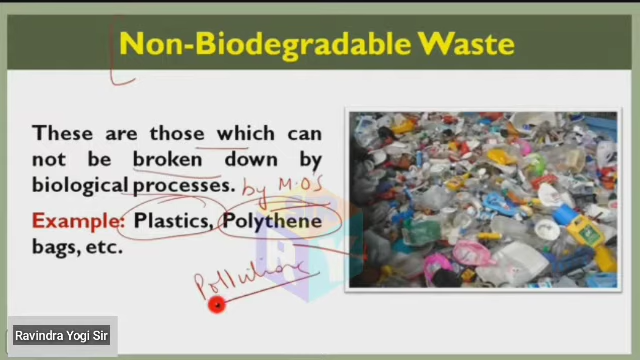 Non-Biodegradable Waste
These are those which can
not be broken down by
biological processes. by M.O'S
Example: Plastics, Polythene
bags, etc.
Pollution
Ravindra Yogi Sir